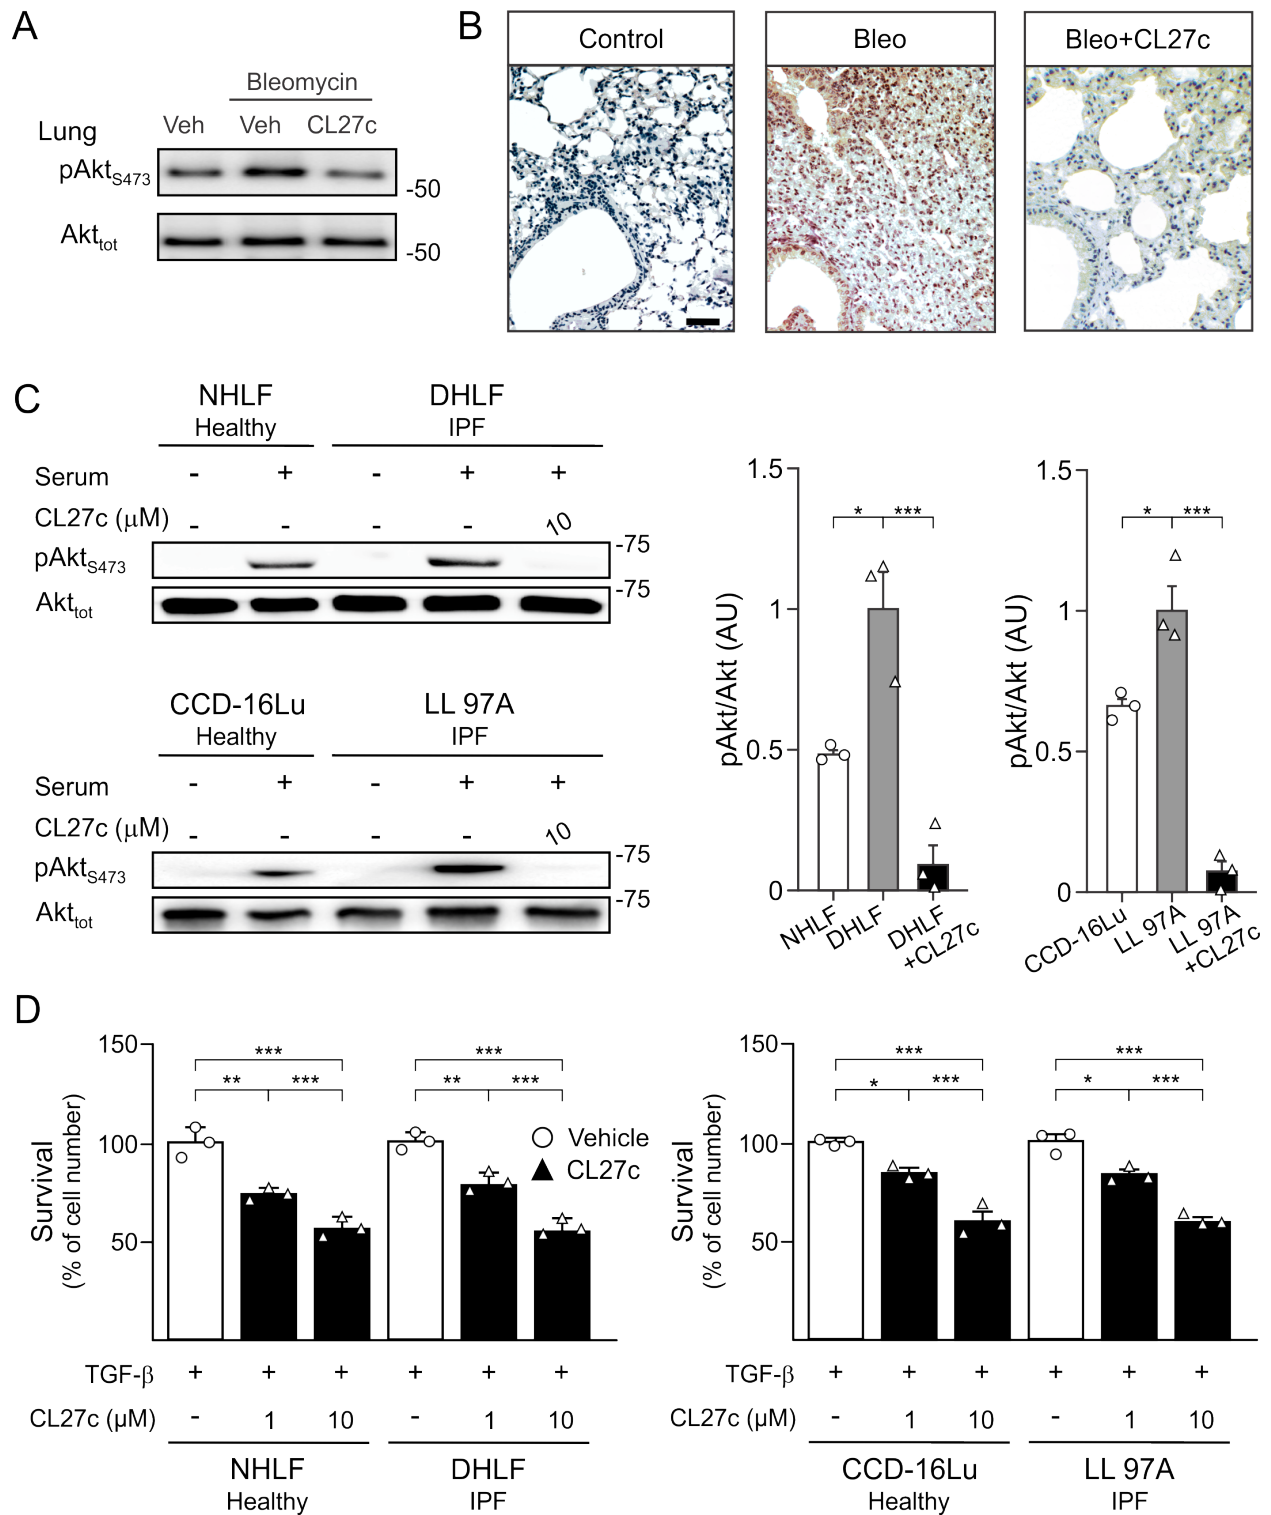 A
Bleomycin
Veh Veh CL27c
Lung
pAktS473
-50
Akttot
-50
B
Control Bleo Bleo+CL27c
C
NHLF DHLF
Healthy IPF
Serum - + - + +
CL27c (µM) - - - - 10
pAktS473
-75
Akttot
-75
CCD-16Lu LL 97A
Healthy IPF
Serum - + - + +
CL27c (µM) - - - - 10
pAktS473
-75
Akttot
-75
pAkt/Akt (AU)
1.5
1
0.5
0
* ***
NHLF DHLF DHLF +CL27c
pAkt/Akt (AU)
1.5
1
0.5
0
* ***
CCD-16Lu LL 97A LL 97A +CL27c
D
Survival
(% of cell number)
150
100
50
*** ***
** *** ** ***
Vehicle
CL27c
TGF-β + + + + + +
CL27c (µM) - 1 10 - 1 10
NHLF DHLF
Healthy IPF
Survival
(% of cell number)
150
100
50
*** ***
* *** * ***
TGF-β + + + + + +
CL27c (µM) - 1 10 - 1 10
CCD-16Lu LL 97A
Healthy IPF